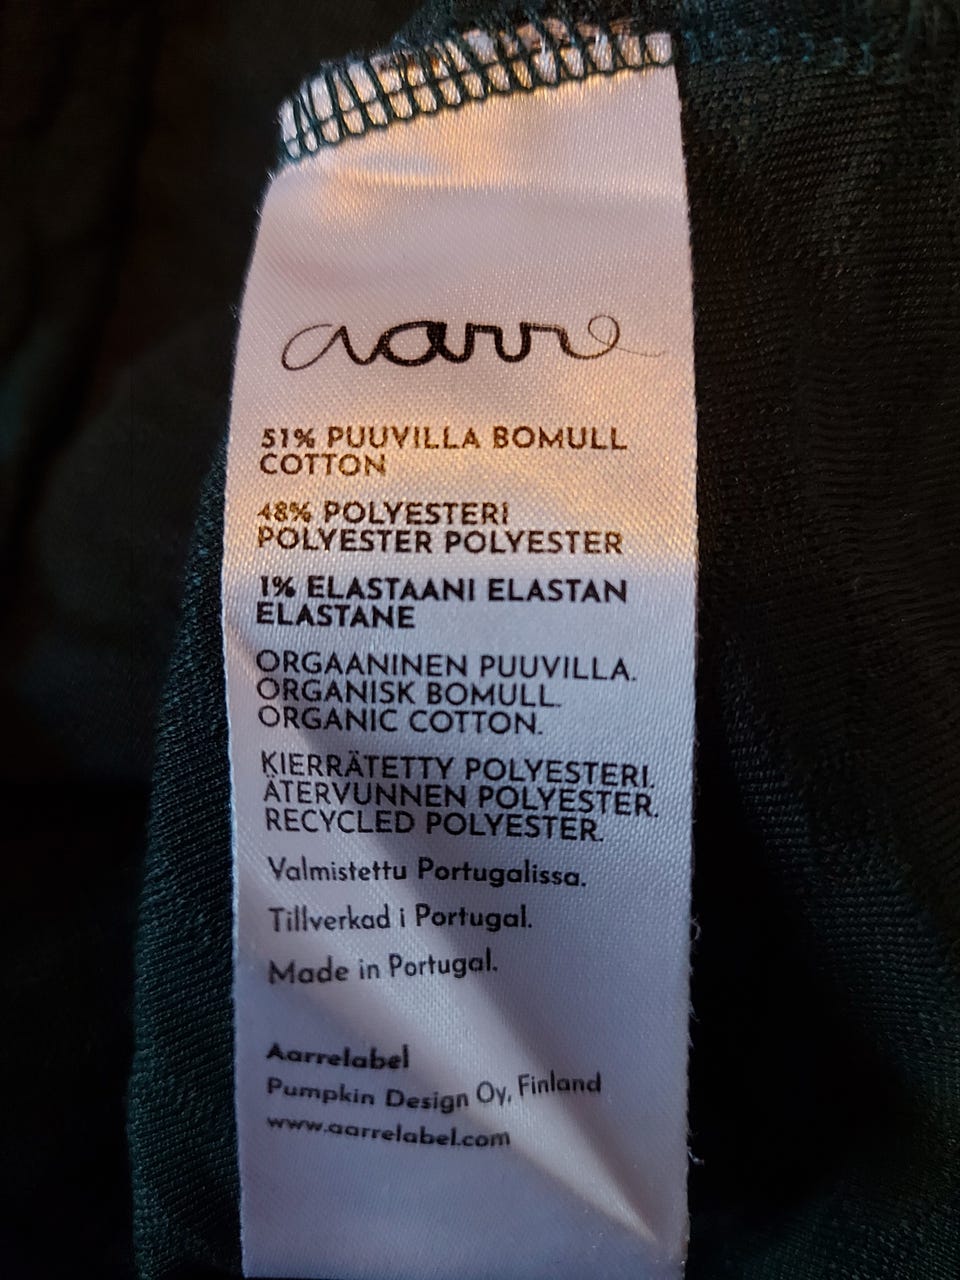 aarre
51% PUUVILLA BOMULL
COTTON
48% POLYESTERI
POLYESTER POLYESTER
1% ELASTAANI ELASTAN
ELASTANE
ORGAANINEN PUUVILLA.
ORGANISK BOMULL.
ORGANIC COTTON.
KIERRÄTETTY POLYESTERI.
ÅTERVUNNEN POLYESTER.
RECYCLED POLYESTER.
Valmistettu Portugalissa.
Tillverkad i Portugal.
Made in Portugal.
Aarrelabel
Pumpkin Design Oy, Finland
www.aarrelabel.com